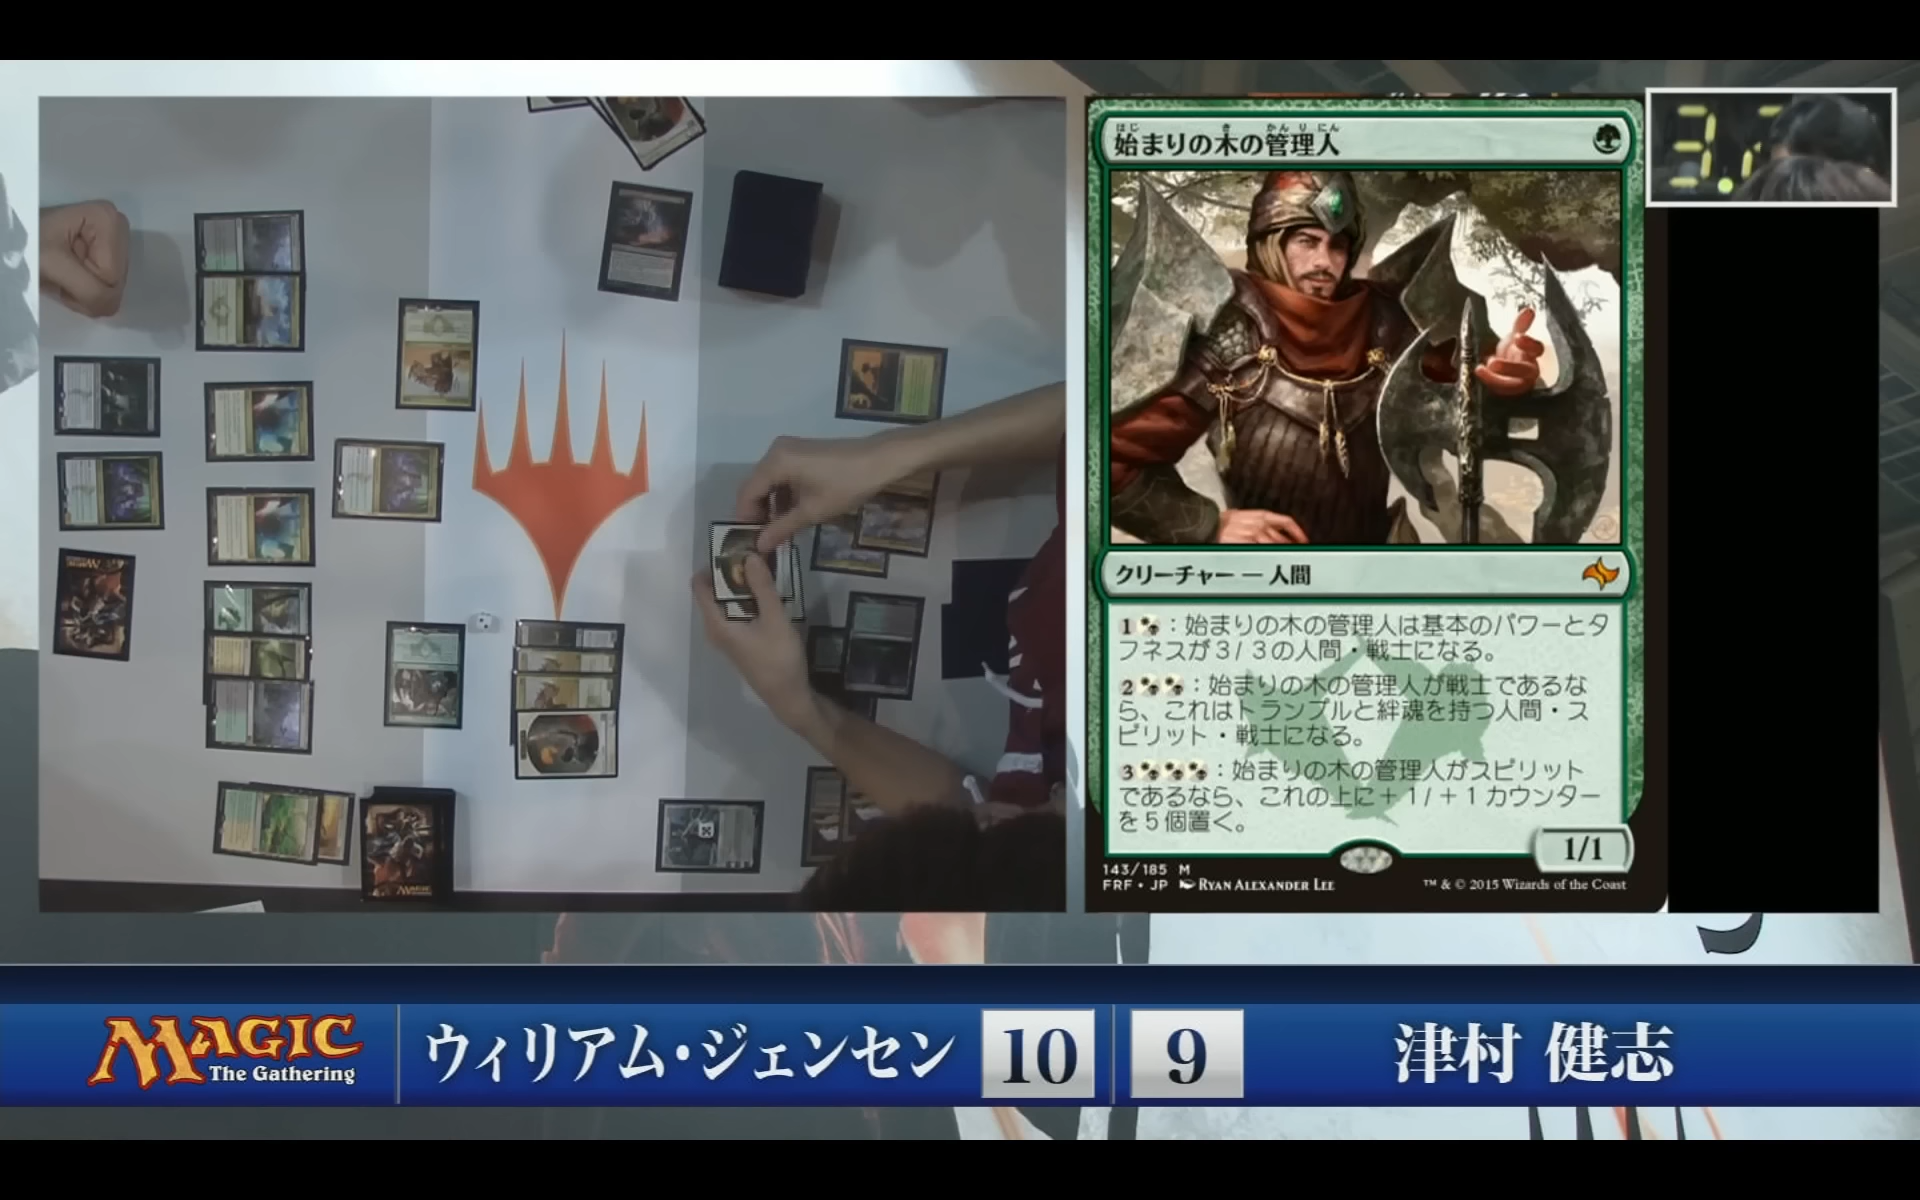 始まりの木の管理人
はじ き かんりにん
クリーチャー — 人間
1 : 始まりの木の管理人は基本のパワーとタ
フネスが3/3の人間・戦士になる。
2 : 始まりの木の管理人が戦士であるな
ら、これはトランプルと絆魂を持つ人間・ス
ピリット・戦士になる。
3 : 始まりの木の管理人がスピリット
であるなら、これの上に+1/+1カウンター
を5個置く。
1/1
143/185 M
FRF • JP Ryan Alexander Lee
™ & © 2015 Wizards of the Coast
MAGIC
The Gathering
ウィリアム・ジェンセン
10
9
津村 健志